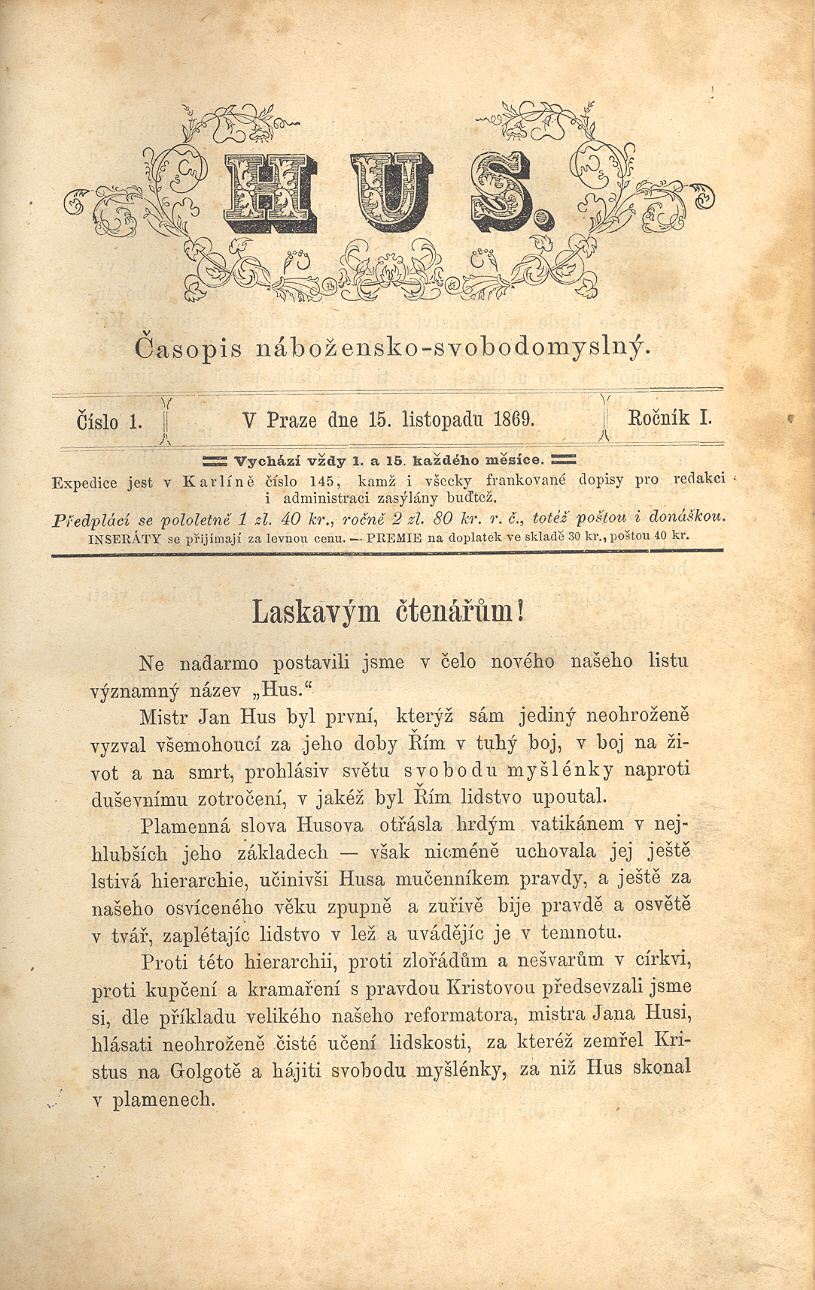 HUS.
Časopis nábožensko-svobodomyslný.
Číslo 1.
V Praze dne 15. listopadu 1869.
Ročník I.
Vychází vždy 1. a 15. každého měsíce.
Expedice jest v Karlíně číslo 145, kamž i všecky frankované dopisy pro redakci
i administraci zasýlány buďtež.
Předplácí se pololetně 1 zl. 40 kr., ročně 2 zl. 80 kr. r. č., totéž poštou i donáškou.
INSERÁTY se přijímají za levnou cenu. — PREMIE na doplatek ve skladě 30 kr., poštou 40 kr.
Laskavým čtenářům!
Ne nadarmo postavili jsme v čelo nového našeho listu
významný název „Hus.“
Mistr Jan Hus byl první, kterýž sám jediný neohroženě
vyzval všemohoucí za jeho doby Řím v tuhý boj, v boj na ži-
vot a na smrt, prohlásiv světu svobodu myšlénky naproti
duševnímu zotročení, v jakéž byl Řím lidstvo upoutal.
Plamenná slova Husova otřásla hrdým vatikánem v nej-
hlubších jeho základech — však nicméně uchovala jej ještě
lstivá hierarchie, učinivši Husa mučenníkem pravdy, a ještě za
našeho osvíceného věku zpupně a zuřivě bije pravdě a osvětě
v tvář, zaplétajíc lidstvo v lež a uvádějíc je v temnotu.
Proti této hierarchii, proti zlořádům a nešvarům v církvi,
proti kupčení a kramaření s pravdou Kristovou předsevzali jsme
si, dle příkladu velikého našeho reformatora, mistra Jana Husi,
hlásati neohroženě čisté učení lidskosti, za kteréž zemřel Kri-
stus na Golgotě a hájiti svobodu myšlénky, za niž Hus skonal
v plamenech.